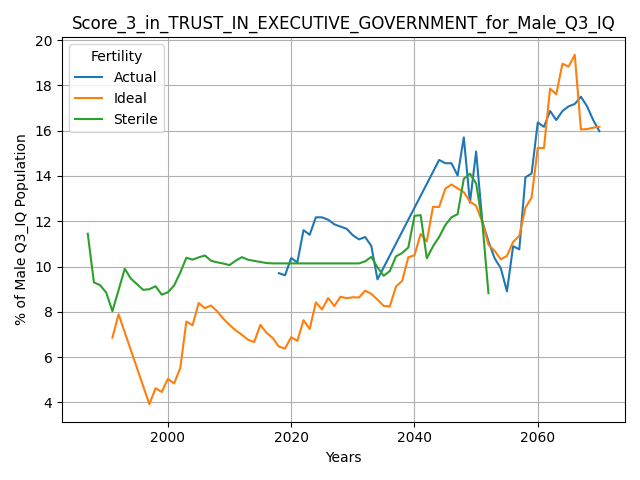 Score_3_in_TRUST_IN_EXECUTIVE_GOVERNMENT_for_Male_Q3_IQ
Fertility
Actual
Ideal
Sterile
% of Male Q3_IQ Population
20
18
16
14
12
10
8
6
4
2000
2020
2040
2060
Years